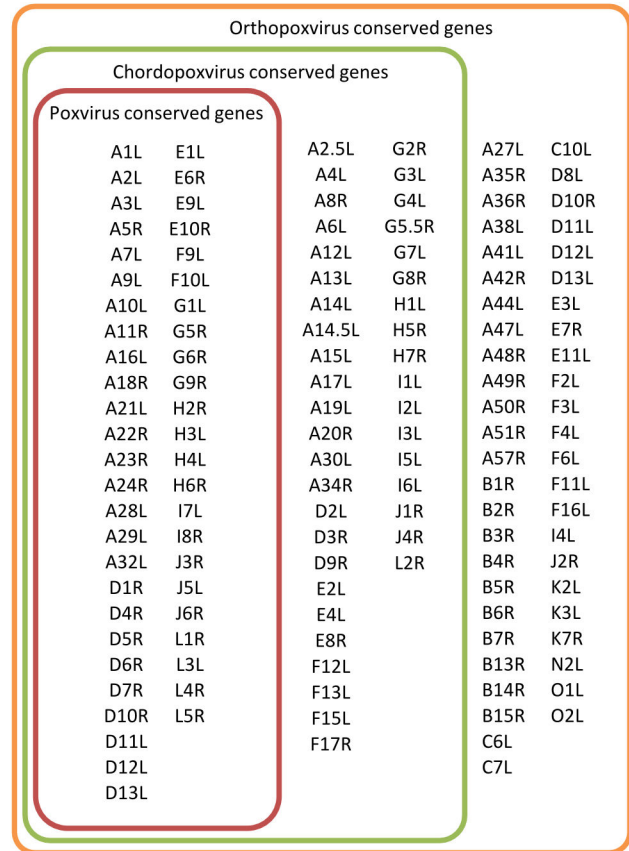 Orthopoxvirus conserved genes
Chordopoxvirus conserved genes
Poxvirus conserved genes
A1L E1L
A2L E6R
A3L E9L
A5R E10R
A7L F9L
A9L F10L
A10L G1L
A11R G5R
A16L G6R
A18R G9R
A21L H2R
A22R H3L
A23R H4L
A24R H6R
A28L I7L
A29L I8R
A32L J3R
D1R J5L
D4R J6R
D5R L1R
D6R L3L
D7R L4R
D10R L5R
D11L
D12L
D13L
A2.5L G2R
A4L G3L
A8R G4L
A6L G5.5R
A12L G7L
A13L G8R
A14L H1L
A14.5L H5R
A15L H7R
A17L I1L
A19L I2L
A20R I3L
A30L I5L
A34R I6L
D2L J1R
D3R J4R
D9R L2R
E2L
E4L
E8R
F12L
F13L
F15L
F17R
A27L C10L
A35R D8L
A36R D10R
A38L D11L
A41L D12L
A42R D13L
A44L E3L
A47L E7R
A48R E11L
A49R F2L
A50R F3L
A51R F4L
A57R F6L
B1R F11L
B2R F16L
B3R I4L
B4R J2R
B5R K2L
B6R K3L
B7R K7R
B13R N2L
B14R O1L
B15R O2L
C6L
C7L